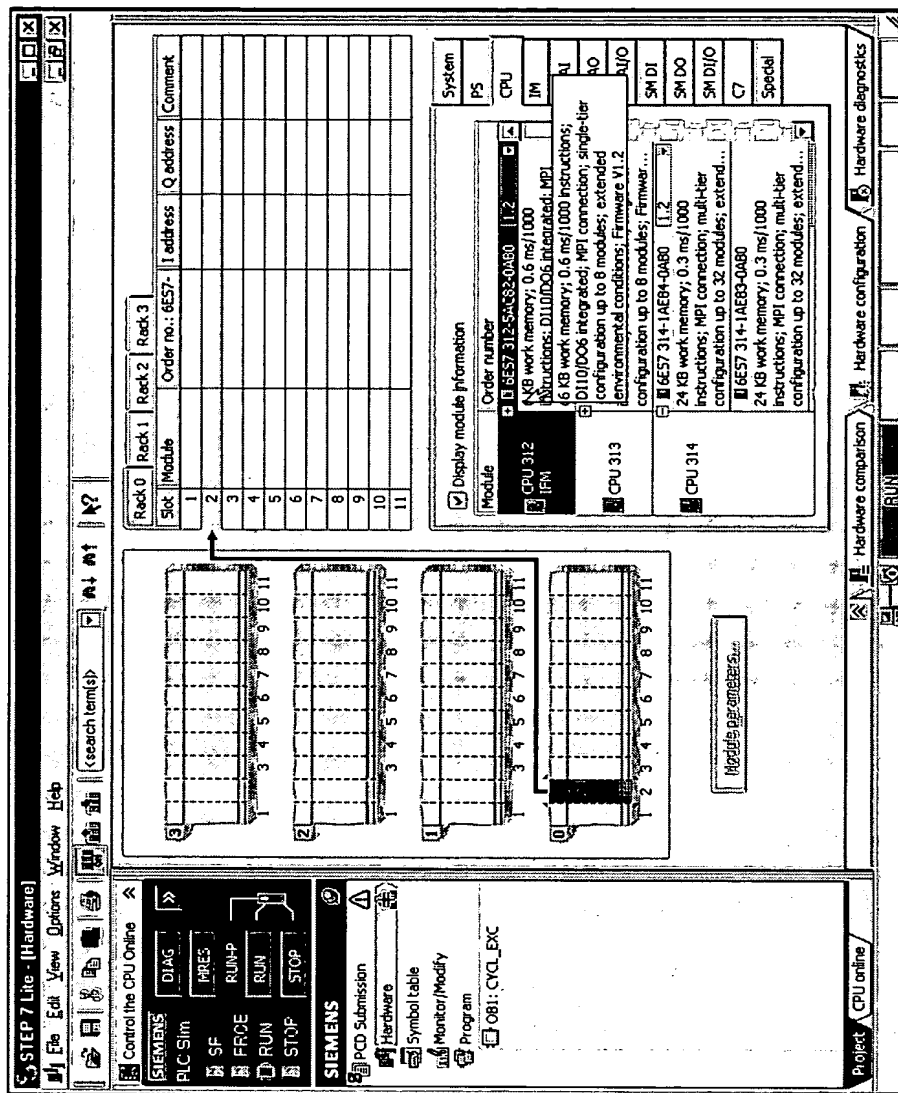 STEP 7 Lite - [Hardware]
File Edit View Options Window Help
<search term(s)>
Control the CPU Online
SIEMENS
PLC Sim
SF
FRCE
RUN
STOP
DIAG
MRES
RUN-P
RUN
STOP
SIEMENS
PCD Submission
Hardware
Symbol table
Monitor/Modify
Program
OB1: CYCL_EXC
Project
CPU online
3
1 2 3 4 5 6 7 8 9 10 11
2
1 2 3 4 5 6 7 8 9 10 11
1
1 2 3 4 5 6 7 8 9 10 11
0
1 2 3 4 5 6 7 8 9 10 11
Module parameters...
Rack 0 Rack 1 Rack 2 Rack 3
Slot Module Order no.: 6ES7- I address Q address Comment
1
2
3
4
5
6
7
8
9
10
11
Display module information
Module Order number
CPU 312 IFM
6ES7 312-5AC82-0AB0 1.2
KB work memory; 0.6 ms/1000
instructions; DI10/DO6 integrated; MPI
6 KB work memory; 0.6 ms/1000 instructions;
DI10/DO6 integrated; MPI connection; single-tier
configuration up to 8 modules; extended
environmental conditions; Firmware V1.2
CPU 313
configuration up to 8 modules; Firmwar...
CPU 314
6ES7 314-1AE84-0AB0 1.2
24 KB work memory; 0.3 ms/1000
instructions; MPI connection; multi-tier
configuration up to 32 modules; extend...
6ES7 314-1AE83-0AB0
24 KB work memory; 0.3 ms/1000
instructions; MPI connection; multi-tier
configuration up to 32 modules; extend...
System
PS
CPU
IM
AI
AO
AI/O
SM DI
SM DO
SM DI/O
C7
Special
Hardware comparison
Hardware configuration
Hardware diagnostics
RUN